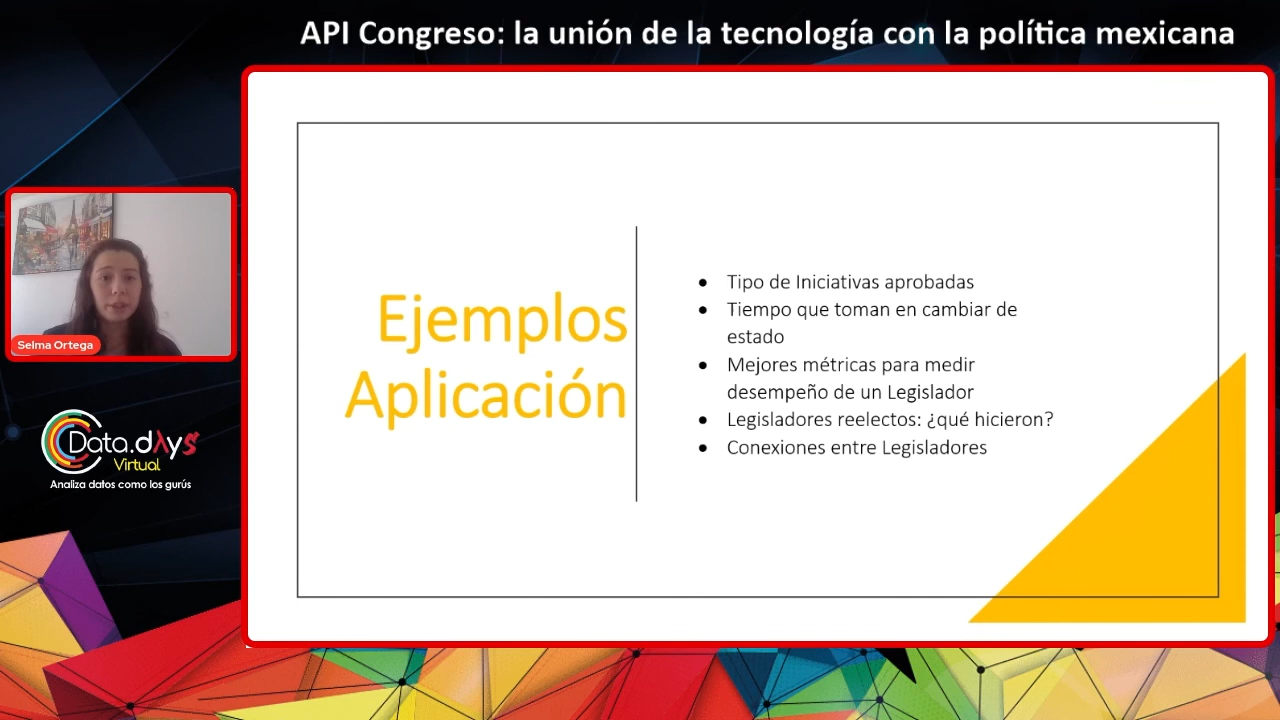 API Congreso: la unión de la tecnología con la política mexicana
Selma Ortega
Data.dAys
Virtual
Analiza datos como los gurús
Ejemplos
Aplicación
• Tipo de Iniciativas aprobadas
• Tiempo que toman en cambiar de
estado
• Mejores métricas para medir
desempeño de un Legislador
• Legisladores reelectos: ¿qué hicieron?
• Conexiones entre Legisladores